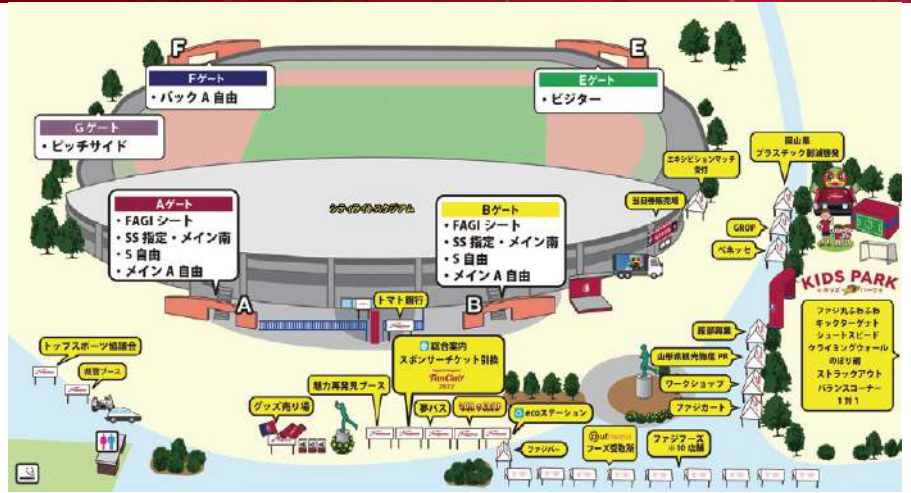 F
E
Fゲート
・バックA自由
Eゲート
・ビジター
Gゲート
・ピッチサイド
岡山県
プラスチック削減啓発
エキシビションマッチ
受付
Aゲート
・FAGIシート
・SS指定・メイン南
・S自由
・メインA自由
シティライトスタジアム
Bゲート
・FAGIシート
・SS指定・メイン南
・S自由
・メインA自由
当日券販売場
GROP
ベネッセ
KIDS PARK
キッズパーク
ファジ丸ふわふわ
キックターゲット
シュートスピード
クライミングウォール
のぼり綱
ストラックアウト
バランスコーナー
1対1
A
B
トマト銀行
服部興業
トップスポーツ協議会
県警ブース
総合案内
スポンサーチケット引換
FanClub
2022
山形県観光物産PR
ワークショップ
ファジカート
魅力再発見ブース
グッズ売り場
夢パス
ecoステーション
ファジバー
フーズ受取所
ファジフーズ
※10店舗